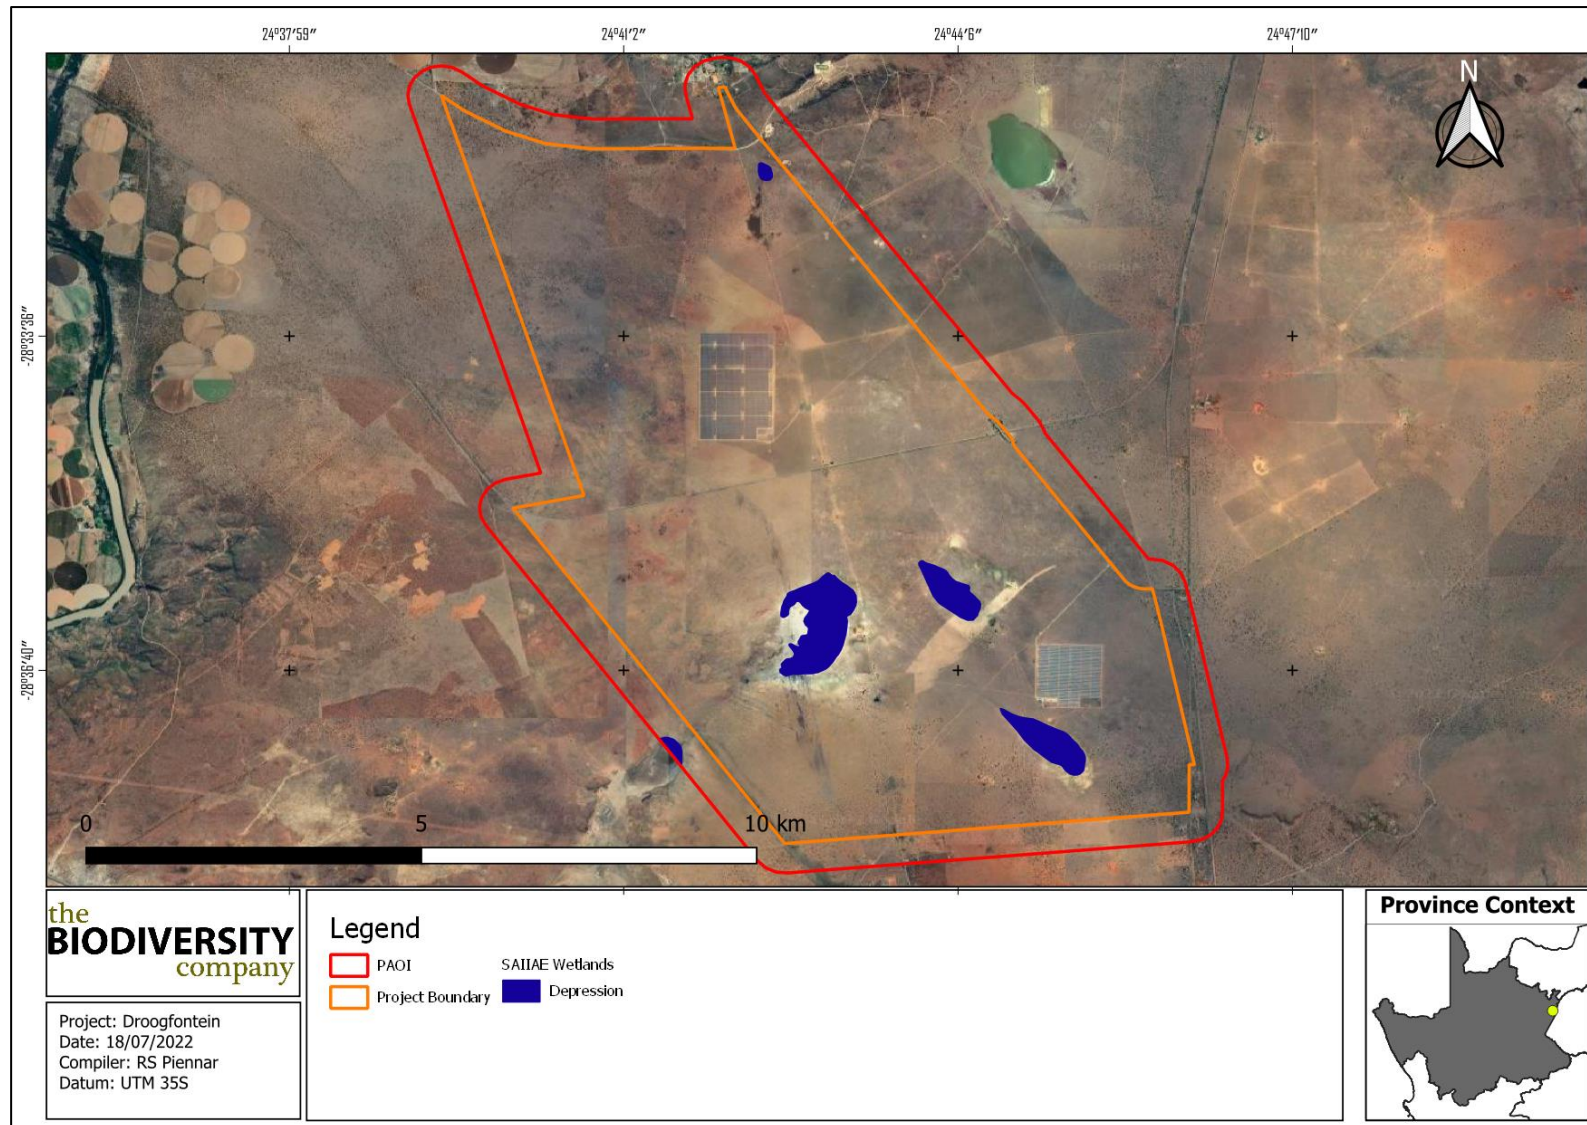 24°37'59" 24°41'2" 24°44'6" 24°47'10"
N
-28°33'36"
-28°36'40"
0 5 10 km
the
BIODIVERSITY
company
Project: Droogfontein
Date: 18/07/2022
Compiler: RS Piennar
Datum: UTM 35S
Legend
PAOI
Project Boundary
SAIIAE Wetlands
Depression
Province Context